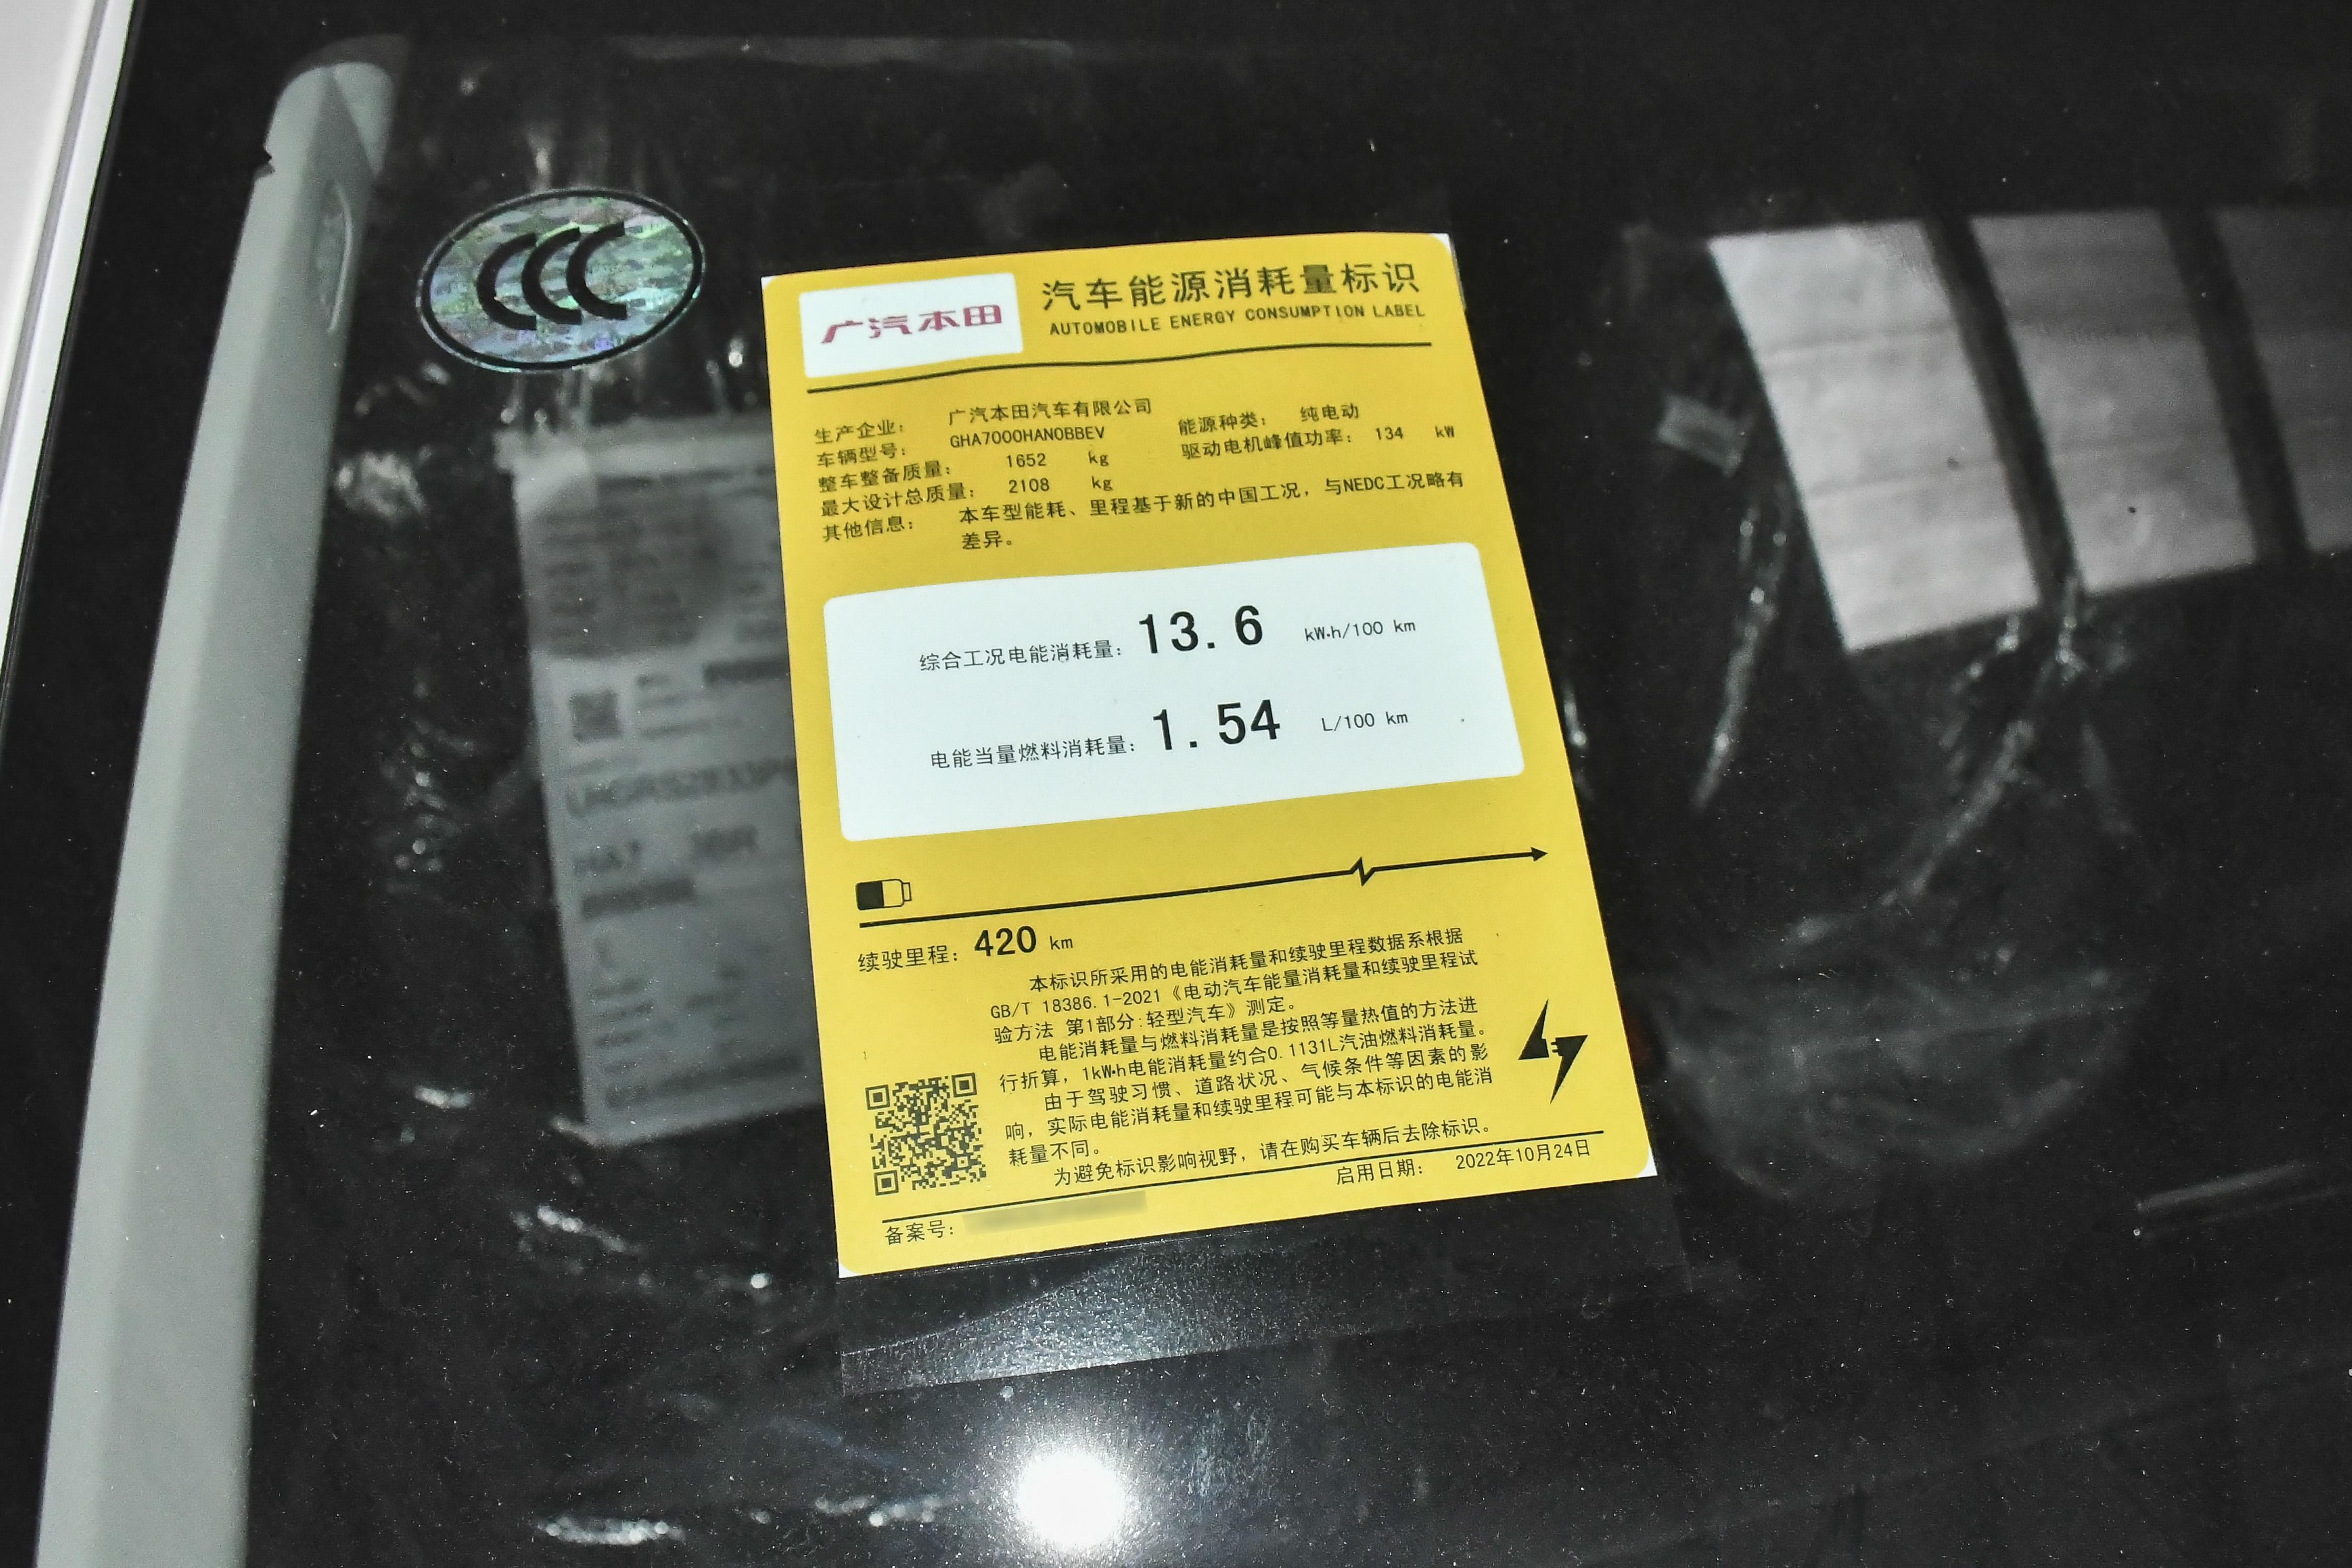 CCC
广汽本田
汽车能源消耗量标识
AUTOMOBILE ENERGY CONSUMPTION LABEL
生产企业: 广汽本田汽车有限公司
车辆型号: GHA7000HAN0BBEV
整车整备质量: 1652 kg
最大设计总质量: 2108 kg
能源种类: 纯电动
驱动电机峰值功率: 134 kW
其他信息: 本车型能耗、里程基于新的中国工况，与NEDC工况略有
差异。
综合工况电能消耗量: 13.6 kW·h/100 km
电能当量燃料消耗量: 1.54 L/100 km
续驶里程: 420 km
本标识所采用的电能消耗量和续驶里程数据系根据
GB/T 18386.1-2021《电动汽车能量消耗量和续驶里程试
验方法 第1部分:轻型汽车》测定。
电能消耗量与燃料消耗量是按照等量热值的方法进
行折算，1kW·h电能消耗量约合0.1131L汽油燃料消耗量。
由于驾驶习惯、道路状况、气候条件等因素的影
响，实际电能消耗量和续驶里程可能与本标识的电能消
耗量不同。
为避免标识影响视野，请在购买车辆后去除标识。
备案号:
启用日期: 2022年10月24日